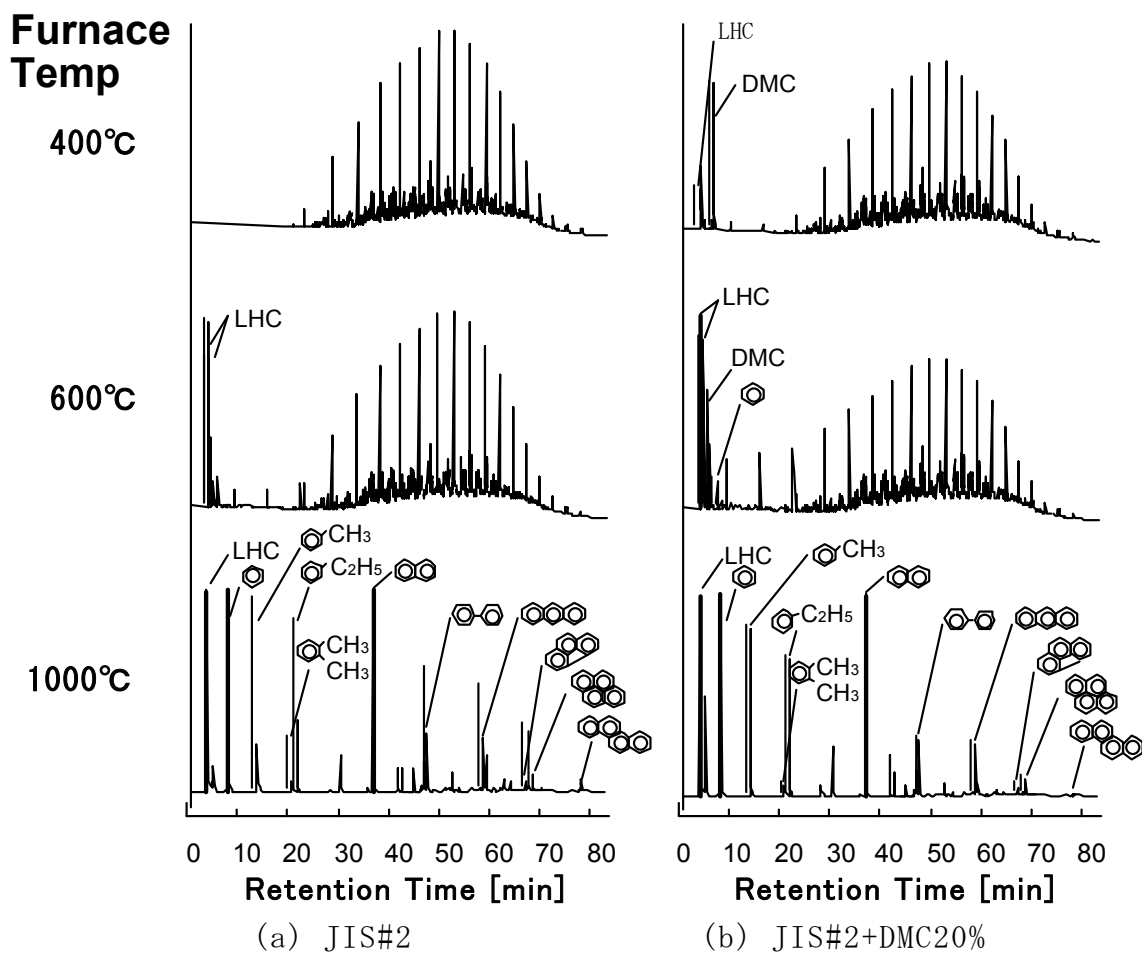 Furnace
Temp
400℃
LHC
DMC
600℃
LHC
LHC
DMC
1000℃
LHC
CH3
C2H5
CH3
CH3
LHC
CH3
C2H5
CH3
CH3
0 10 20 30 40 50 60 70 80
0 10 20 30 40 50 60 70 80
Retention Time [min]
Retention Time [min]
(a) JIS#2
(b) JIS#2+DMC20%